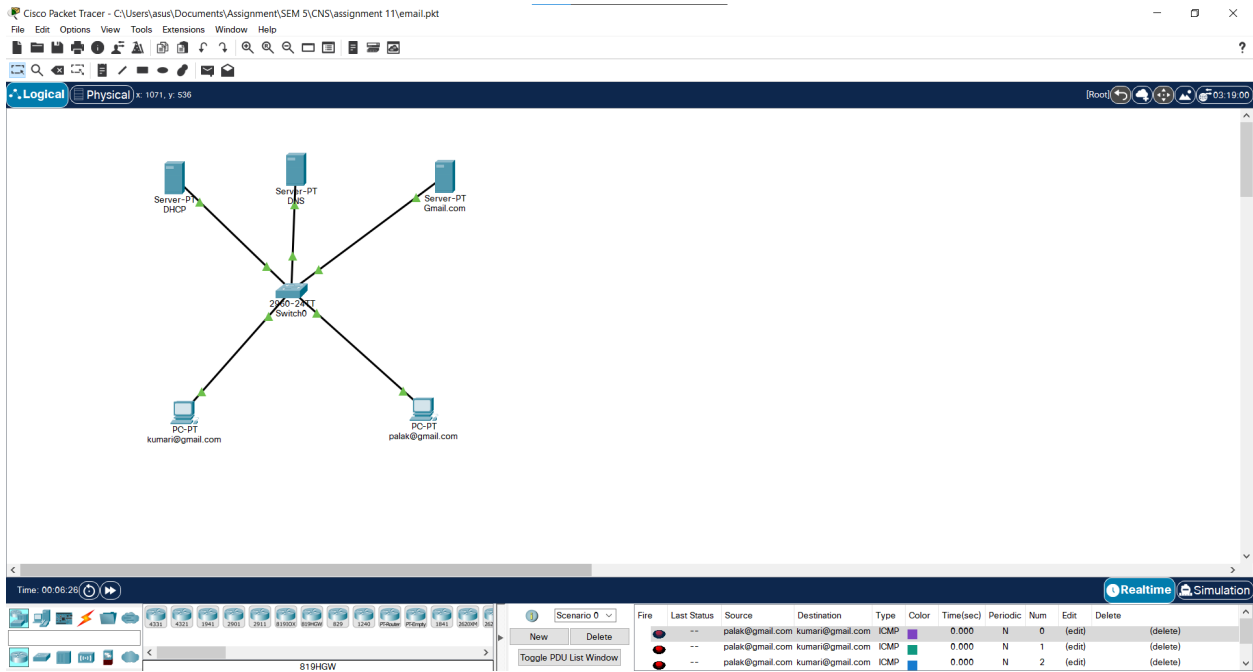 Cisco Packet Tracer - C:\Users\asus\Documents\Assignment\SEM 5\CNS\assignment 11\email.pkt
File Edit Options View Tools Extensions Window Help
?
Logical Physical x: 1071, y: 536 [Root] 03:19:00
Server-PT
DHCP
Server-PT
DNS
Server-PT
Gmail.com
2960-24TT
Switch0
PC-PT
kumari@gmail.com
PC-PT
palak@gmail.com
Time: 00:06:26 Realtime Simulation
4331 4321 1941 2901 2911 819IOX 819HGW 829 1240 PT-Router PT-Empty 1841 2620XM 262
819HGW
Scenario 0
New Delete
Toggle PDU List Window
Fire Last Status Source Destination Type Color Time(sec) Periodic Num Edit Delete
-- palak@gmail.com kumari@gmail.com ICMP 0.000 N 0 (edit) (delete)
-- palak@gmail.com kumari@gmail.com ICMP 0.000 N 1 (edit) (delete)
-- palak@gmail.com kumari@gmail.com ICMP 0.000 N 2 (edit) (delete)